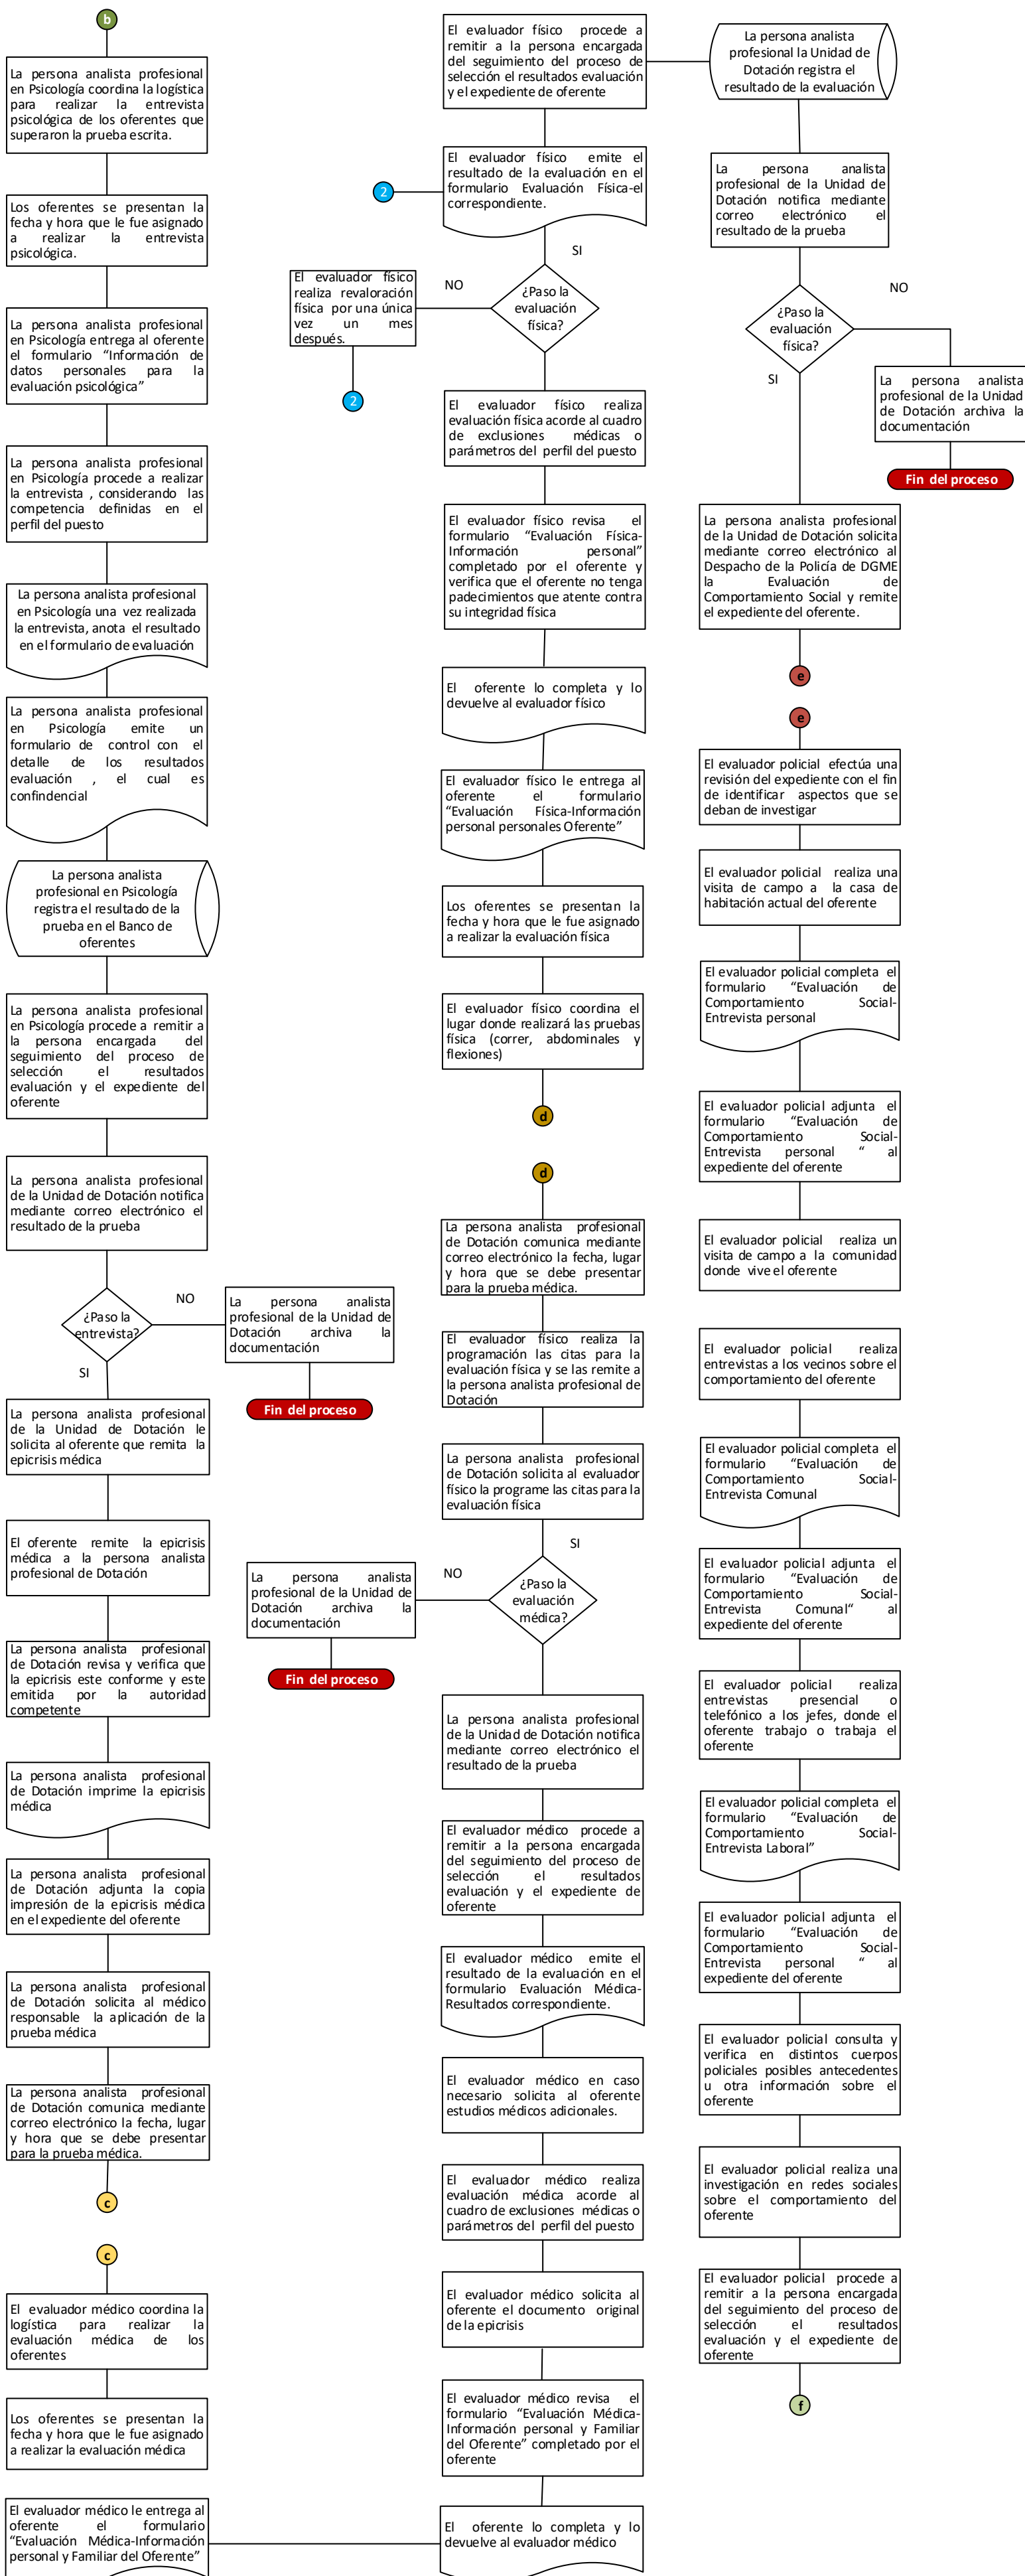 b
La persona analista profesional
en Psicología coordina la logística
para realizar la entrevista
psicológica de los oferentes que
superaron la prueba escrita.
Los oferentes se presentan la
fecha y hora que le fue asignado
a realizar la entrevista
psicológica.
La persona analista profesional
en Psicología entrega al oferente
el formulario “Información de
datos personales para la
evaluación psicológica”
La persona analista profesional
en Psicología procede a realizar
la entrevista , considerando las
competencia definidas en el
perfil del puesto
La persona analista profesional
en Psicología una vez realizada
la entrevista, anota el resultado
en el formulario de evaluación
La persona analista profesional
en Psicología emite un
formulario de control con el
detalle de los resultados
evaluación , el cual es
confindencial
La persona analista
profesional en Psicología
registra el resultado de la
prueba en el Banco de
oferentes
La persona analista profesional
en Psicología procede a remitir a
la persona encargada del
seguimiento del proceso de
selección el resultados
evaluación y el expediente del
oferente
La persona analista profesional
de la Unidad de Dotación notifica
mediante correo electrónico el
resultado de la prueba
¿Paso la
entrevista?
NO
La persona analista
profesional de la Unidad de
Dotación archiva la
documentación
Fin del proceso
SI
La persona analista profesional
de la Unidad de Dotación le
solicita al oferente que remita la
epicrisis médica
El oferente remite la epicrisis
médica a la persona analista
profesional de Dotación
La persona analista profesional
de Dotación revisa y verifica que
la epicrisis este conforme y este
emitida por la autoridad
competente
La persona analista profesional
de Dotación imprime la epicrisis
médica
La persona analista profesional
de Dotación adjunta la copia
impresión de la epicrisis médica
en el expediente del oferente
La persona analista profesional
de Dotación solicita al médico
responsable la aplicación de la
prueba médica
La persona analista profesional
de Dotación comunica mediante
correo electrónico la fecha, lugar
y hora que se debe presentar
para la prueba médica.
c
c
El evaluador médico coordina la
logística para realizar la
evaluación médica de los
oferentes
Los oferentes se presentan la
fecha y hora que le fue asignado
a realizar la evaluación médica
El evaluador médico le entrega al
oferente el formulario
“Evaluación Médica-Información
personal y Familiar del Oferente”
El evaluador físico procede a
remitir a la persona encargada
del seguimiento del proceso de
selección el resultados evaluación
y el expediente de oferente
El evaluador físico emite el
resultado de la evaluación en el
formulario Evaluación Física-el
correspondiente.
2
SI
¿Paso la
evaluación
física?
NO
El evaluador físico
realiza revaloración
física por una única
vez un mes
después.
2
El evaluador físico realiza
evaluación física acorde al cuadro
de exclusiones médicas o
parámetros del perfil del puesto
El evaluador físico revisa el
formulario “Evaluación Física-
Información personal”
completado por el oferente y
verifica que el oferente no tenga
padecimientos que atente contra
su integridad física
El oferente lo completa y lo
devuelve al evaluador físico
El evaluador físico le entrega al
oferente el formulario
“Evaluación Física-Información
personal personales Oferente”
Los oferentes se presentan la
fecha y hora que le fue asignado
a realizar la evaluación física
El evaluador físico coordina el
lugar donde realizará las pruebas
física (correr, abdominales y
flexiones)
d
d
La persona analista profesional
de Dotación comunica mediante
correo electrónico la fecha, lugar
y hora que se debe presentar
para la prueba médica.
El evaluador físico realiza la
programación las citas para la
evaluación física y se las remite a
la persona analista profesional de
Dotación
La persona analista profesional
de Dotación solicita al evaluador
físico la programe las citas para la
evaluación física
SI
¿Paso la
evaluación
médica?
NO
La persona analista
profesional de la Unidad de
Dotación archiva la
documentación
Fin del proceso
La persona analista profesional
de la Unidad de Dotación notifica
mediante correo electrónico el
resultado de la prueba
El evaluador médico procede a
remitir a la persona encargada
del seguimiento del proceso de
selección el resultados
evaluación y el expediente de
oferente
El evaluador médico emite el
resultado de la evaluación en el
formulario Evaluación Médica-
Resultados correspondiente.
El evaluador médico en caso
necesario solicita al oferente
estudios médicos adicionales.
El evaluador médico realiza
evaluación médica acorde al
cuadro de exclusiones médicas o
parámetros del perfil del puesto
El evaluador médico solicita al
oferente el documento original
de la epicrisis
El evaluador médico revisa el
formulario “Evaluación Médica-
Información personal y Familiar
del Oferente” completado por el
oferente
El oferente lo completa y lo
devuelve al evaluador médico
La persona analista
profesional la Unidad de
Dotación registra el
resultado de la evaluación
La persona analista
profesional de la Unidad de
Dotación notifica mediante
correo electrónico el
resultado de la prueba
¿Paso la
evaluación
física?
NO
La persona analista
profesional de la Unidad
de Dotación archiva la
documentación
Fin del proceso
SI
La persona analista profesional
de la Unidad de Dotación solicita
mediante correo electrónico al
Despacho de la Policía de DGME
la Evaluación de
Comportamiento Social y remite
el expediente del oferente.
e
e
El evaluador policial efectúa una
revisión del expediente con el fin
de identificar aspectos que se
deban de investigar
El evaluador policial realiza una
visita de campo a la casa de
habitación actual del oferente
El evaluador policial completa el
formulario “Evaluación de
Comportamiento Social-
Entrevista personal
El evaluador policial adjunta el
formulario “Evaluación de
Comportamiento Social-
Entrevista personal “ al
expediente del oferente
El evaluador policial realiza un
visita de campo a la comunidad
donde vive el oferente
El evaluador policial realiza
entrevistas a los vecinos sobre el
comportamiento del oferente
El evaluador policial completa el
formulario “Evaluación de
Comportamiento Social-
Entrevista Comunal
El evaluador policial adjunta el
formulario “Evaluación de
Comportamiento Social-
Entrevista Comunal“ al
expediente del oferente
El evaluador policial realiza
entrevistas presencial o
telefónico a los jefes, donde el
oferente trabajo o trabaja el
oferente
El evaluador policial completa el
formulario “Evaluación de
Comportamiento Social-
Entrevista Laboral”
El evaluador policial adjunta el
formulario “Evaluación de
Comportamiento Social-
Entrevista personal “ al
expediente del oferente
El evaluador policial consulta y
verifica en distintos cuerpos
policiales posibles antecedentes
u otra información sobre el
oferente
El evaluador policial realiza una
investigación en redes sociales
sobre el comportamiento del
oferente
El evaluador policial procede a
remitir a la persona encargada
del seguimiento del proceso de
selección el resultados
evaluación y el expediente de
oferente
f